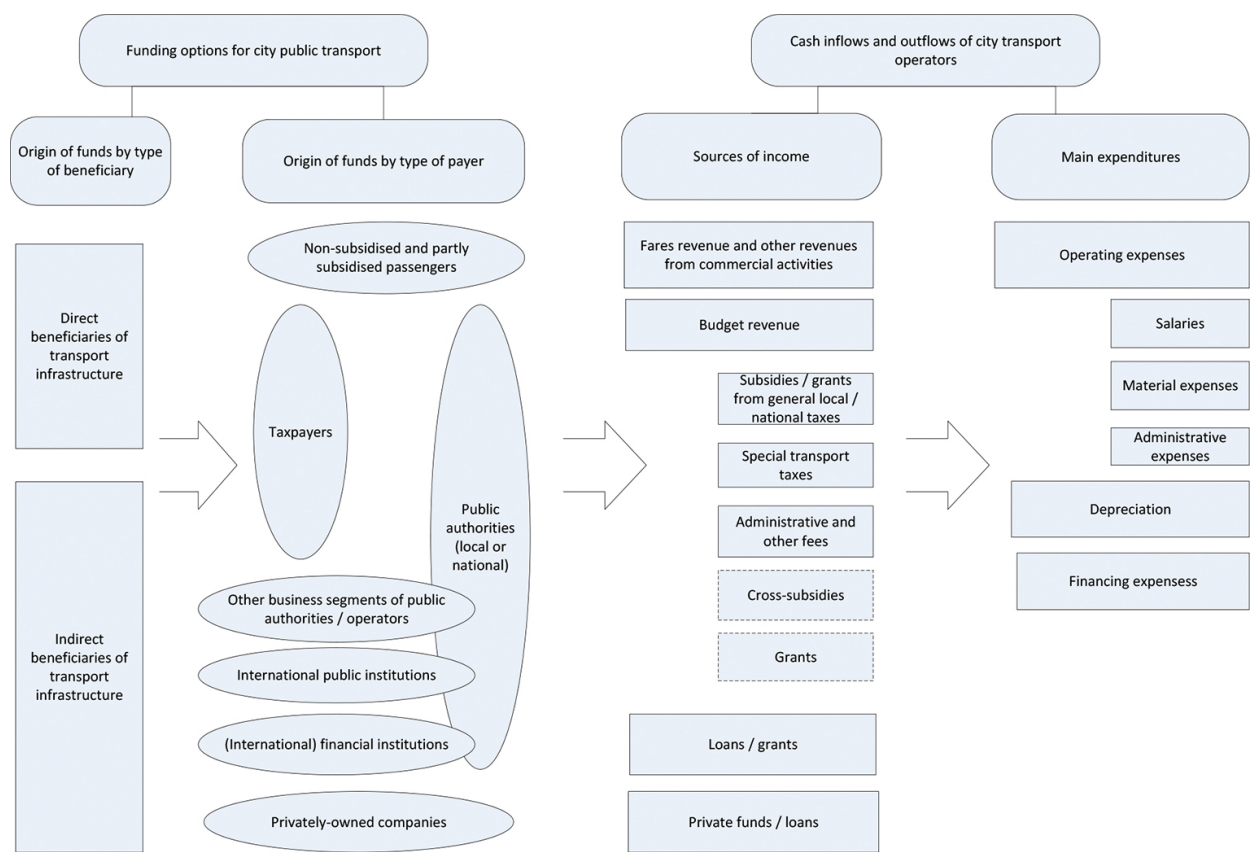 Funding options for city public transport
Cash inflows and outflows of city transport
operators
Origin of funds by type
of beneficiary
Origin of funds by type of payer
Sources of income
Main expenditures
Direct
beneficiaries of
transport
infrastructure
Indirect
beneficiaries of
transport
infrastructure
Non-subsidised and partly
subsidised passengers
Taxpayers
Public
authorities
(local or
national)
Other business segments of public
authorities / operators
International public institutions
(International) financial institutions
Privately-owned companies
Fares revenue and other revenues
from commercial activities
Budget revenue
Subsidies / grants
from general local /
national taxes
Special transport
taxes
Administrative and
other fees
Cross-subsidies
Grants
Loans / grants
Private funds / loans
Operating expenses
Salaries
Material expenses
Administrative
expenses
Depreciation
Financing expensess